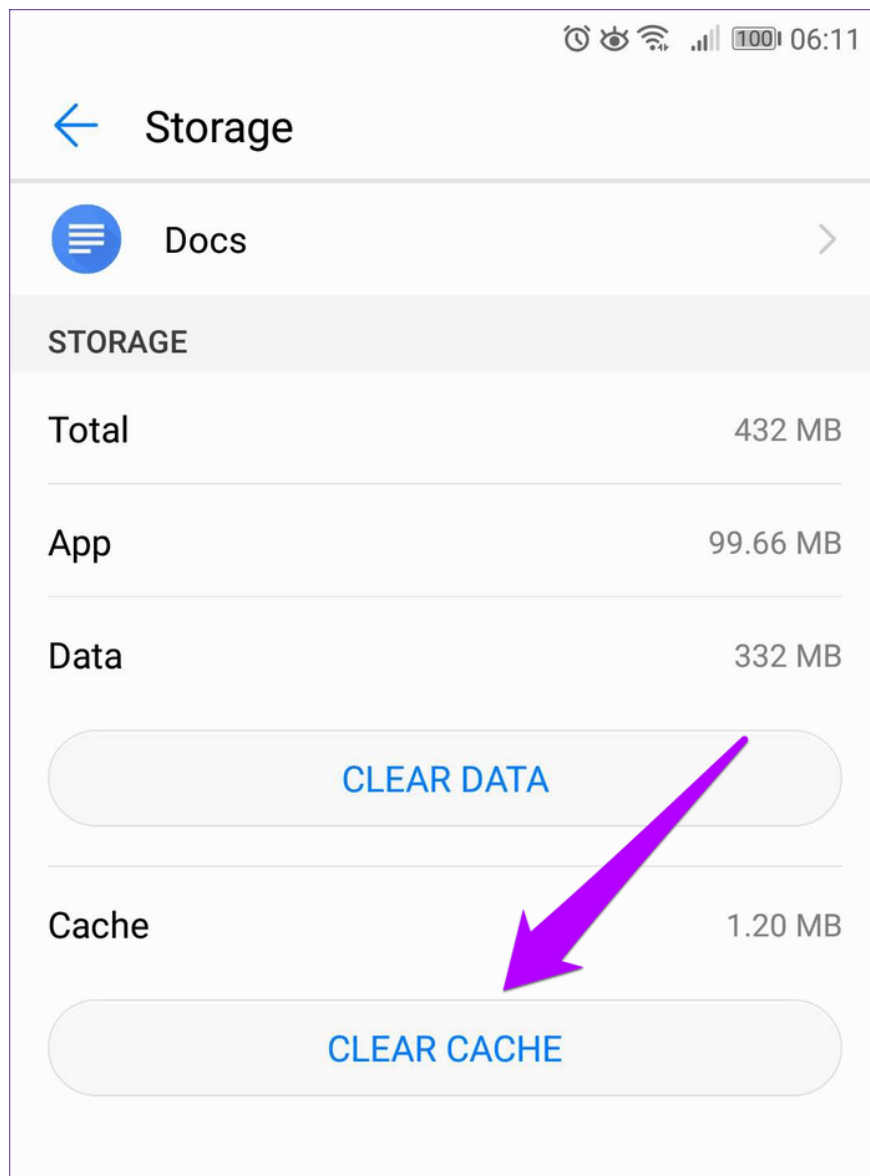 100 06:11
Storage
Docs
STORAGE
Total 432 MB
App 99.66 MB
Data 332 MB
CLEAR DATA
Cache 1.20 MB
CLEAR CACHE